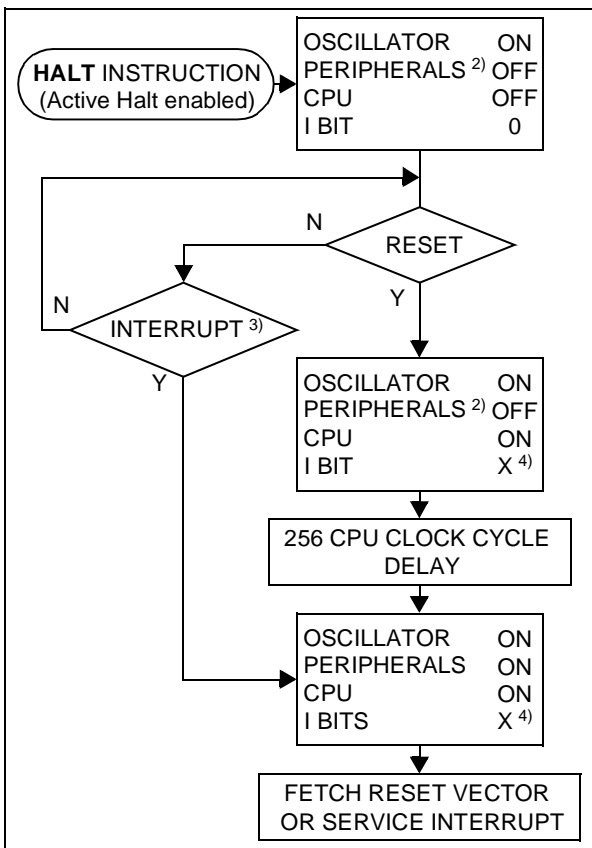 HALT INSTRUCTION
(Active Halt enabled)
OSCILLATOR ON
PERIPHERALS 2) OFF
CPU OFF
I BIT 0
RESET
N
Y
INTERRUPT 3)
N
Y
OSCILLATOR ON
PERIPHERALS 2) OFF
CPU ON
I BIT X 4)
256 CPU CLOCK CYCLE
DELAY
OSCILLATOR ON
PERIPHERALS ON
CPU ON
I BITS X 4)
FETCH RESET VECTOR
OR SERVICE INTERRUPT